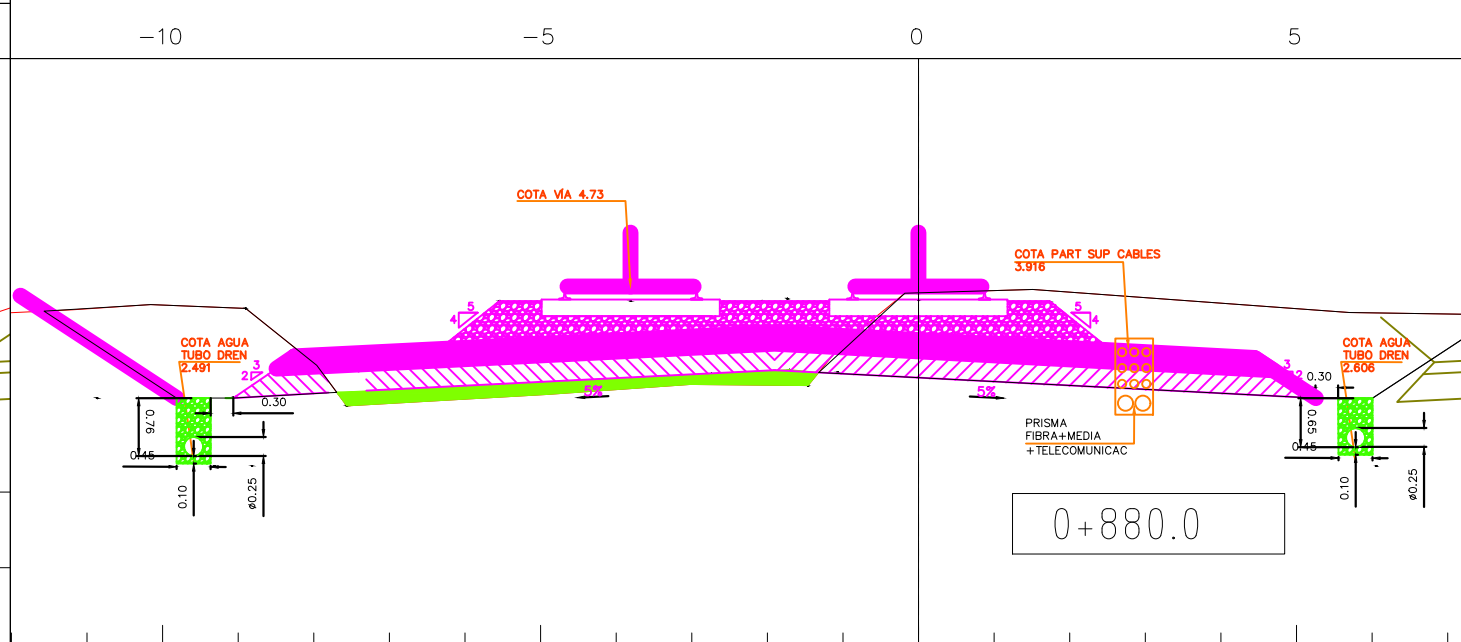 -10
-5
0
5
COTA VÍA 4.73
COTA PART SUP CABLES
3.916
5
4
5
4
COTA AGUA
TUBO DREN
2.491
3
2
COTA AGUA
TUBO DREN
2.606
3
2
0.30
5%
5%
0.30
0.76
0.65
PRISMA
FIBRA+MEDIA
+TELECOMUNICAC
0.45
0.45
0.10
ø0.25
0.10
ø0.25
0+880.0